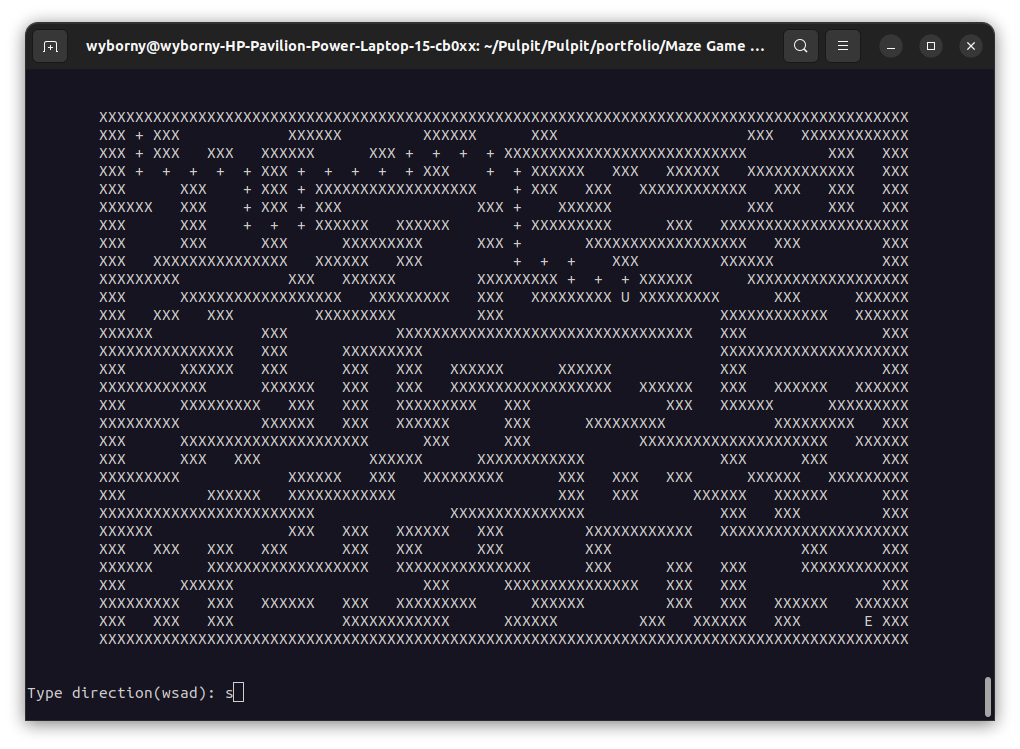 wyborny@wyborny-HP-Pavilion-Power-Laptop-15-cb0xx: ~/Pulpit/Pulpit/portfolio/Maze Game ...
XXXXXXXXXXXXXXXXXXXXXXXXXXXXXXXXXXXXXXXXXXXXXXXXXXXXXXXXXXXXXXXXXXXXXXXXXXXXXXXXXXXXXXXXXX
XXX + XXX            XXXXXX         XXXXXX      XXX                     XXX   XXXXXXXXXXXX
XXX + XXX   XXX   XXXXXX      XXX +  +  +  + XXXXXXXXXXXXXXXXXXXXXXXXXXX         XXX   XXX
XXX +  +  +  +  + XXX +  +  +  +  + XXX    +  + XXXXXX   XXX   XXXXXX   XXXXXXXXXXXX   XXX
XXX      XXX    + XXX + XXXXXXXXXXXXXXXXXX    + XXX   XXX   XXXXXXXXXXXX   XXX   XXX   XXX
XXXXXX   XXX    + XXX + XXX               XXX +    XXXXXX               XXX      XXX   XXX
XXX      XXX    +  +  + XXXXXX   XXXXXX       + XXXXXXXXX      XXX   XXXXXXXXXXXXXXXXXXXXX
XXX      XXX      XXX      XXXXXXXXX      XXX +       XXXXXXXXXXXXXXXXXX   XXX         XXX
XXX   XXXXXXXXXXXXXXX   XXXXXX   XXX          +  +  +    XXX         XXXXXX            XXX
XXXXXXXXX            XXX   XXXXXX         XXXXXXXXX +  +  + XXXXXX      XXXXXXXXXXXXXXXXXX
XXX      XXXXXXXXXXXXXXXXXX   XXXXXXXXX   XXX   XXXXXXXXX U XXXXXXXXX      XXX      XXXXXX
XXX   XXX   XXX         XXXXXXXXX         XXX                        XXXXXXXXXXXX   XXXXXX
XXXXXX            XXX            XXXXXXXXXXXXXXXXXXXXXXXXXXXXXXXXX   XXX               XXX
XXXXXXXXXXXXXXX   XXX      XXXXXXXXX                                 XXXXXXXXXXXXXXXXXXXXX
XXX      XXXXXX   XXX      XXX   XXX   XXXXXX      XXXXXX            XXX               XXX
XXXXXXXXXXXX      XXXXXX   XXX   XXX   XXXXXXXXXXXXXXXXXX   XXXXXX   XXX   XXXXXX   XXXXXX
XXX      XXXXXXXXX   XXX   XXX   XXXXXXXXX   XXX               XXX   XXXXXX      XXXXXXXXX
XXXXXXXXX         XXXXXX   XXX   XXXXXX      XXX      XXXXXXXXX            XXXXXXXXX   XXX
XXX      XXXXXXXXXXXXXXXXXXXXX      XXX      XXX            XXXXXXXXXXXXXXXXXXXXX   XXXXXX
XXX      XXX   XXX            XXXXXX      XXXXXXXXXXXX               XXX      XXX      XXX
XXXXXXXXX            XXXXXX   XXX   XXXXXXXXX      XXX   XXX   XXX      XXXXXX   XXXXXXXXX
XXX         XXXXXX   XXXXXXXXXXXX                  XXX   XXX      XXXXXX   XXXXXX      XXX
XXXXXXXXXXXXXXXXXXXXXXXX               XXXXXXXXXXXXXXX               XXX   XXX         XXX
XXXXXX               XXX   XXX   XXXXXX   XXX         XXXXXXXXXXXX   XXXXXXXXXXXXXXXXXXXXX
XXX   XXX   XXX   XXX      XXX   XXX      XXX         XXX                     XXX      XXX
XXXXXX      XXXXXXXXXXXXXXXXXX   XXXXXXXXXXXXXXX      XXX      XXX   XXX      XXXXXXXXXXXX
XXX      XXXXXX                     XXX      XXXXXXXXXXXXXXX   XXX   XXX               XXX
XXXXXXXXX   XXX   XXXXXX   XXX   XXXXXXXXX      XXXXXX         XXX   XXX   XXXXXX   XXXXXX
XXX   XXX   XXX            XXXXXXXXXXXX      XXXXXX         XXX   XXXXXX   XXX       E XXX
XXXXXXXXXXXXXXXXXXXXXXXXXXXXXXXXXXXXXXXXXXXXXXXXXXXXXXXXXXXXXXXXXXXXXXXXXXXXXXXXXXXXXXXXXX
Type direction(wsad): s